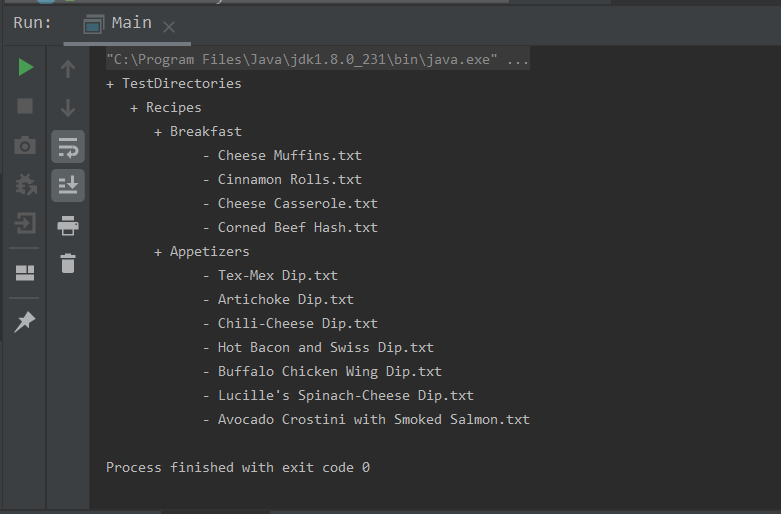 Run: Main
"C:\Program Files\Java\jdk1.8.0_231\bin\java.exe" ...
+ TestDirectories
+ Recipes
+ Breakfast
- Cheese Muffins.txt
- Cinnamon Rolls.txt
- Cheese Casserole.txt
- Corned Beef Hash.txt
+ Appetizers
- Tex-Mex Dip.txt
- Artichoke Dip.txt
- Chili-Cheese Dip.txt
- Hot Bacon and Swiss Dip.txt
- Buffalo Chicken Wing Dip.txt
- Lucille's Spinach-Cheese Dip.txt
- Avocado Crostini with Smoked Salmon.txt
Process finished with exit code 0